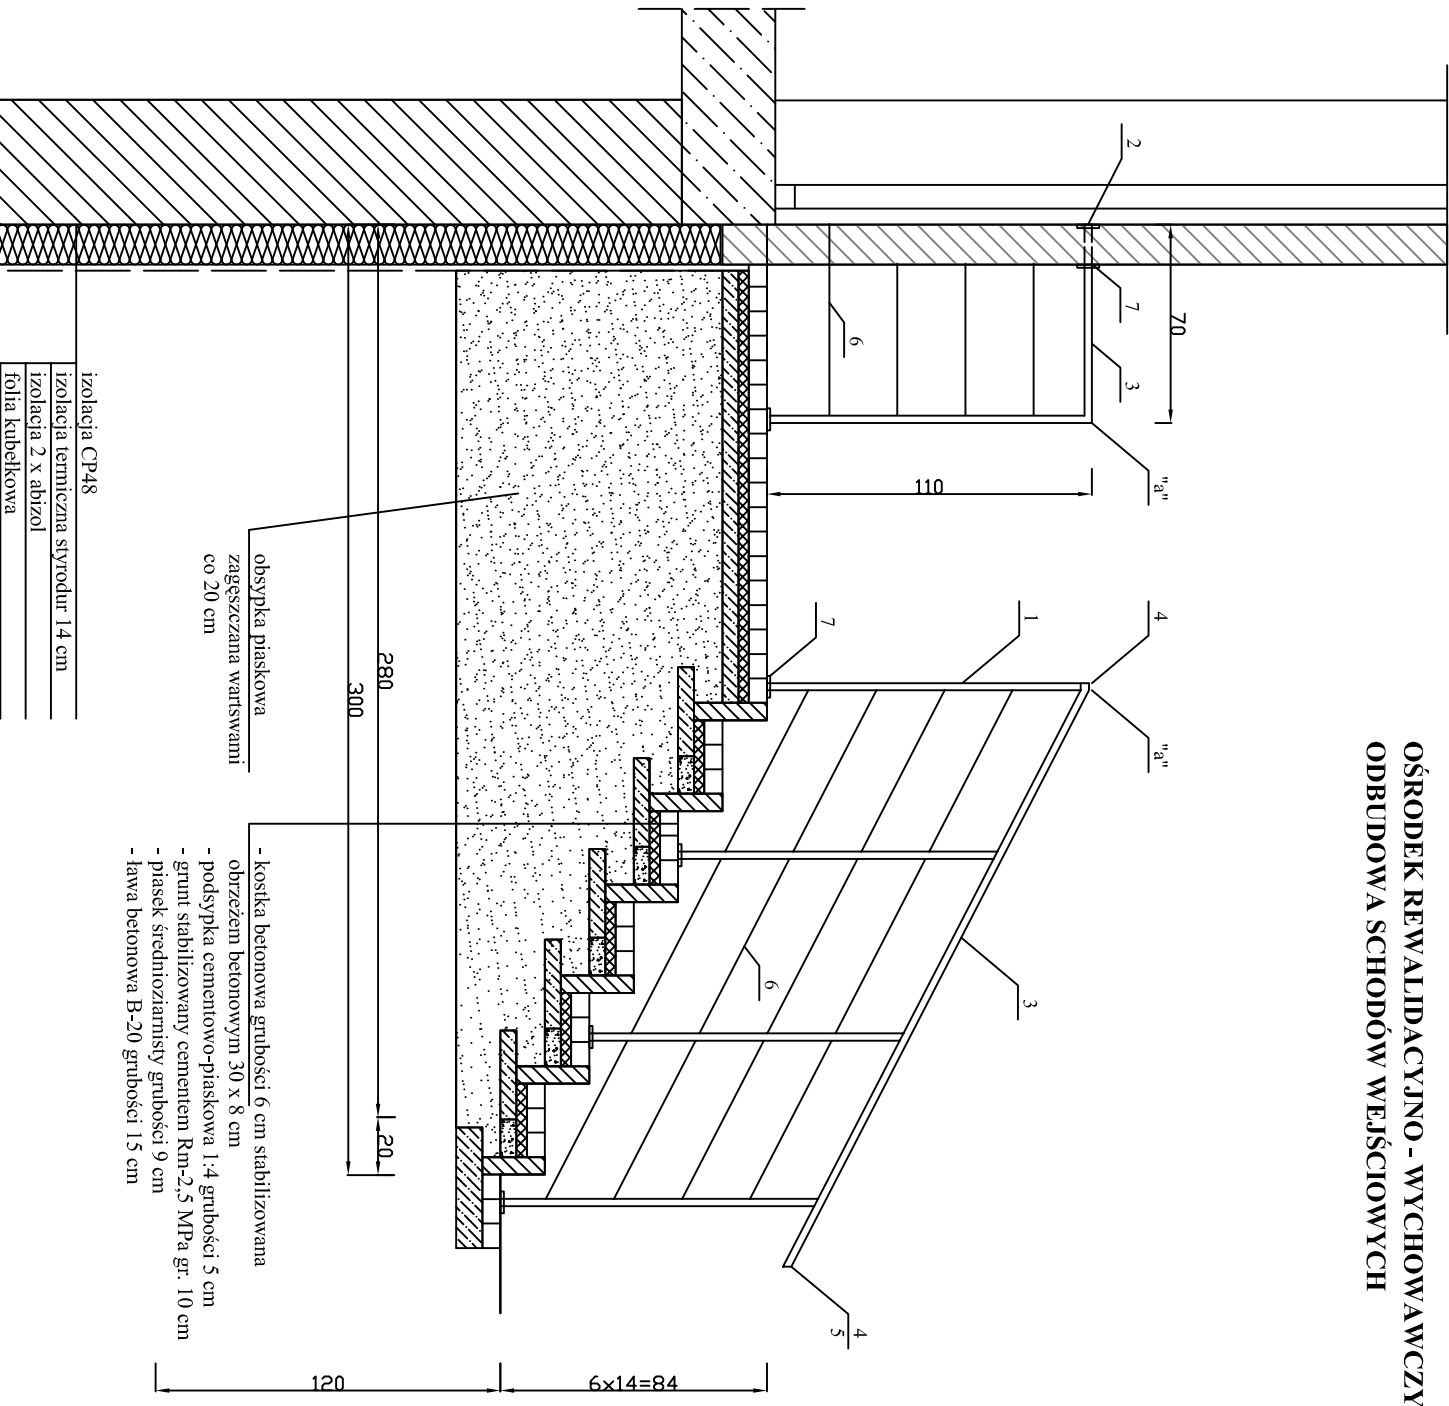 OŚRODEK REWALIDACYJNO - WYCHOWAWCZY
ODBUDOWA SCHODÓW WEJŚCIOWYCH
2
7
3
70
"a"
6
110
4
"a"
1
7
3
6
4
5
6x14=84
120
280
20
300
obsypka piaskowa
zagęszczana wartswami
co 20 cm
- kostka betonowa grubości 6 cm stabilizowana
obrzeżem betonowym 30 x 8 cm
- podsypka cementowo-piaskowa 1:4 grubości 5 cm
- grunt stabilizowany cementem Rm-2,5 MPa gr. 10 cm
- piasek średnioziarnisty grubości 9 cm
- ława betonowa B-20 grubości 15 cm
izolacja CP48
izolacja termiczna styrodur 14 cm
izolacja 2 x abizol
folia kubełkowa